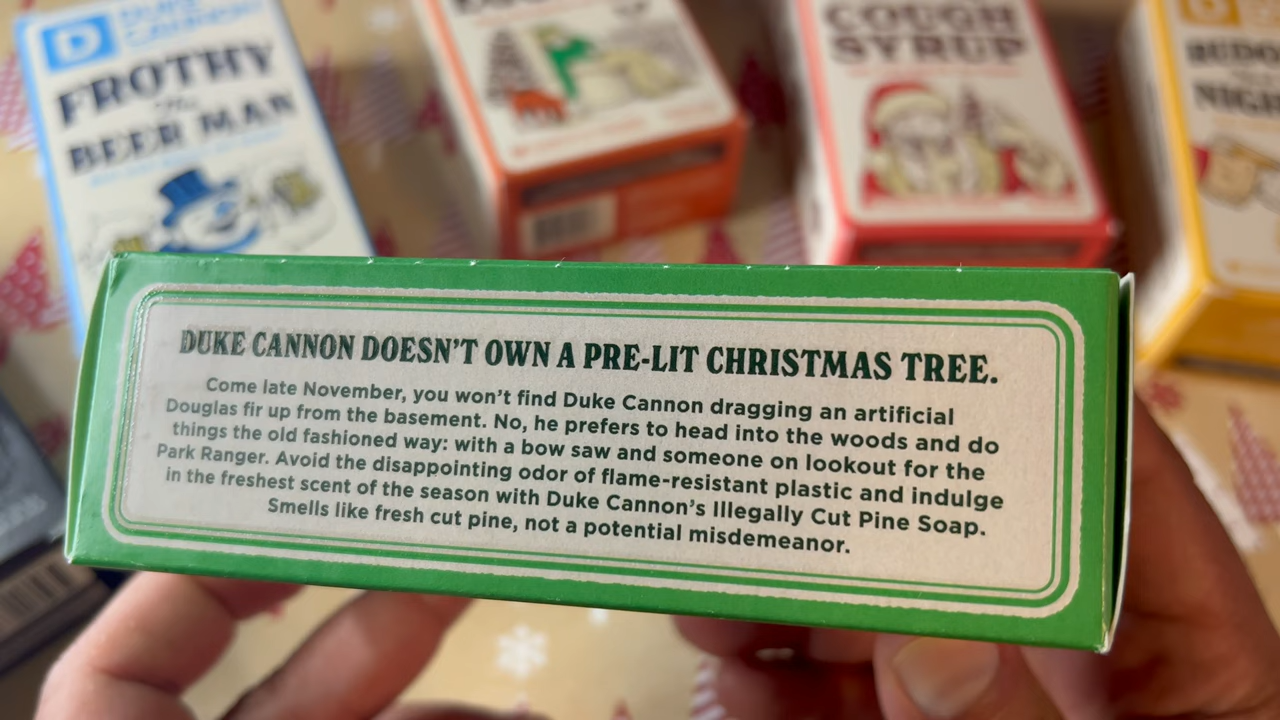 DUKE
CANNON
FROTHY
the
BEER MAN
COUGH
SYRUP
DUKE CANNON DOESN'T OWN A PRE-LIT CHRISTMAS TREE.
Come late November, you won't find Duke Cannon dragging an artificial
Douglas fir up from the basement. No, he prefers to head into the woods and do
things the old fashioned way: with a bow saw and someone on lookout for the
Park Ranger. Avoid the disappointing odor of flame-resistant plastic and indulge
in the freshest scent of the season with Duke Cannon's Illegally Cut Pine Soap.
Smells like fresh cut pine, not a potential misdemeanor.